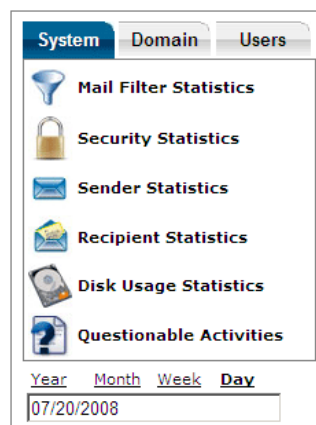 System Domain Users
Mail Filter Statistics
Security Statistics
Sender Statistics
Recipient Statistics
Disk Usage Statistics
Questionable Activities
Year Month Week Day
07/20/2008